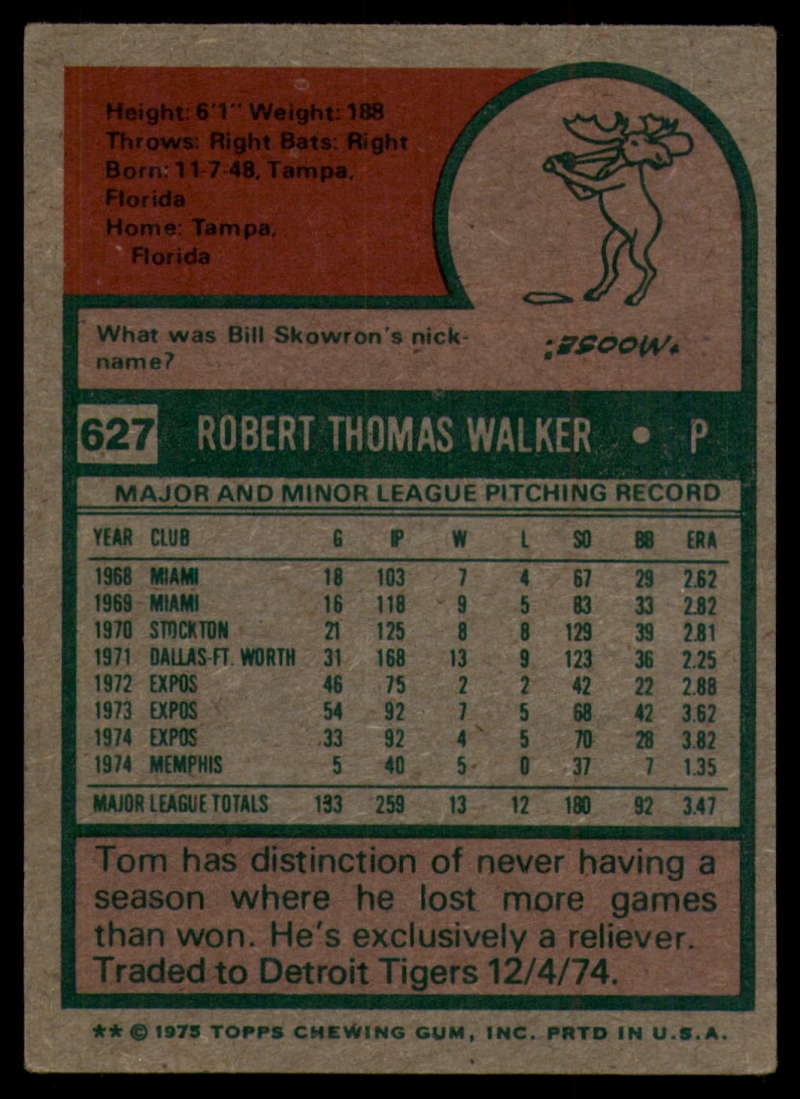 Height: 6'1" Weight: 188
Throws: Right Bats: Right
Born: 11-7-48, Tampa,
Florida
Home: Tampa,
Florida
What was Bill Skowron's nick-
name?
"Moose."
627 ROBERT THOMAS WALKER • P
MAJOR AND MINOR LEAGUE PITCHING RECORD
YEAR CLUB G IP W L SO BB ERA
1968 MIAMI 18 103 7 4 67 29 2.62
1969 MIAMI 16 118 9 5 83 33 2.82
1970 STOCKTON 21 125 8 8 129 39 2.81
1971 DALLAS-FT. WORTH 31 168 13 9 123 36 2.25
1972 EXPOS 46 75 2 2 42 22 2.88
1973 EXPOS 54 92 7 5 68 42 3.62
1974 EXPOS 33 92 4 5 70 28 3.82
1974 MEMPHIS 5 40 5 0 37 7 1.35
MAJOR LEAGUE TOTALS 133 259 13 12 180 92 3.47
Tom has distinction of never having a
season where he lost more games
than won. He's exclusively a reliever.
Traded to Detroit Tigers 12/4/74.
** © 1975 TOPPS CHEWING GUM, INC. PRTD IN U.S.A.